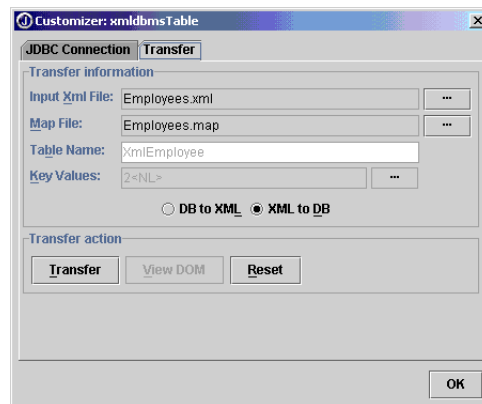 Customizer: xmldbmsTable
JDBC Connection Transfer
Transfer information
Input Xml File: Employees.xml ...
Map File: Employees.map ...
Table Name: XmlEmployee
Key Values: 2<NL> ...
DB to XML XML to DB
Transfer action
Transfer View DOM Reset
OK